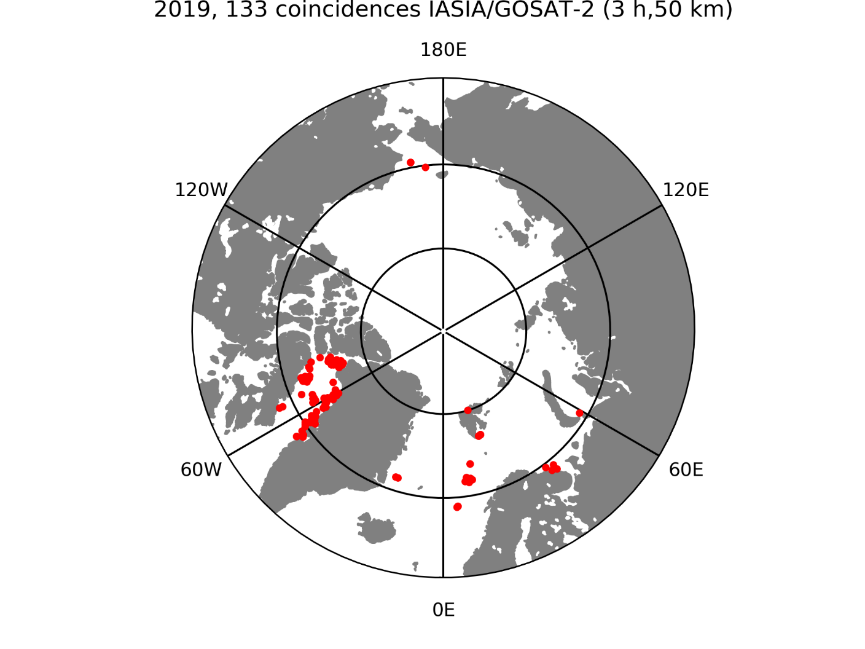 2019, 133 coincidences IASIA/GOSAT-2 (3 h,50 km)
180E
120W
120E
60W
60E
0E